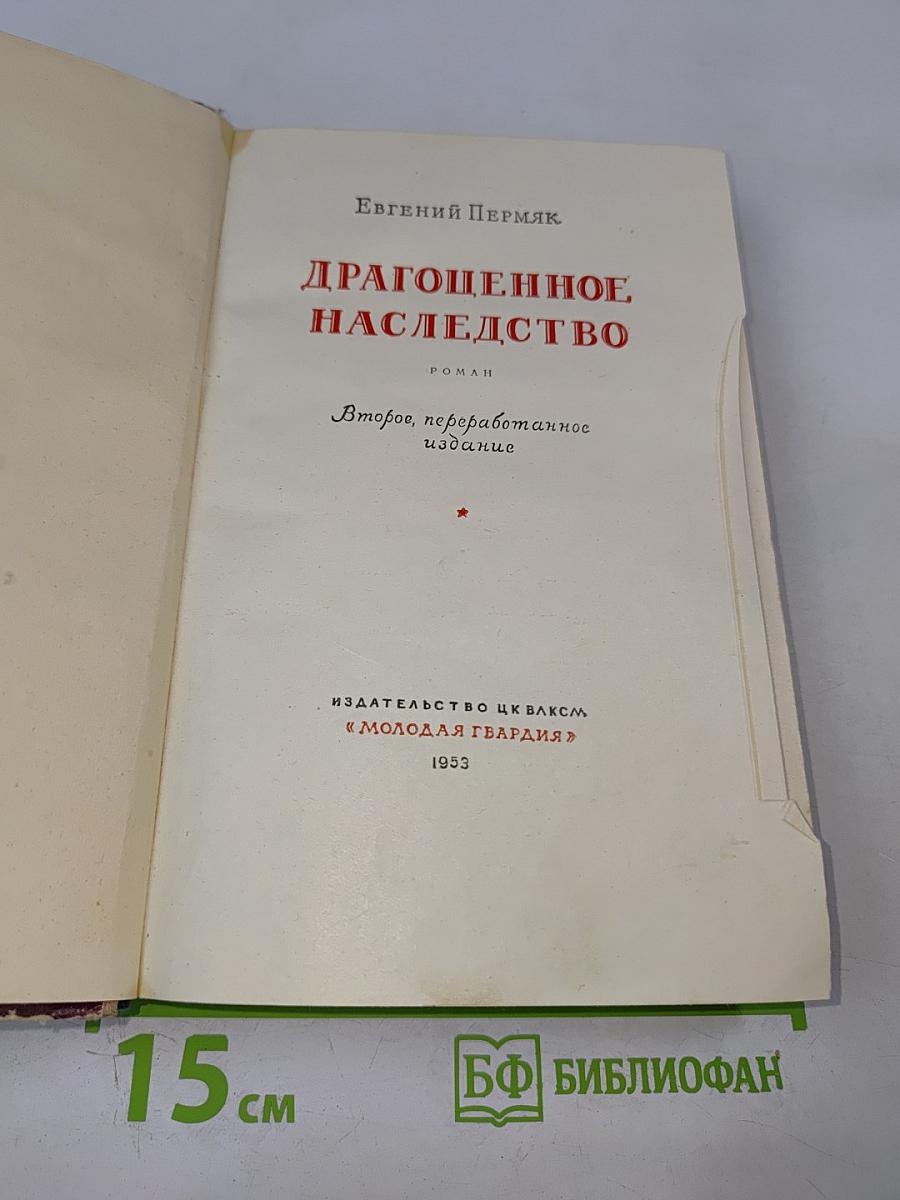 Евгений Пермяк
ДРАГОЦЕННОЕ
НАСЛЕДСТВО
РОМАН
Второе, переработанное
издание
ИЗДАТЕЛЬСТВО ЦК ВЛКСМ
«МОЛОДАЯ ГВАРДИЯ»
1953
15 см
БФ БИБЛИОФАН